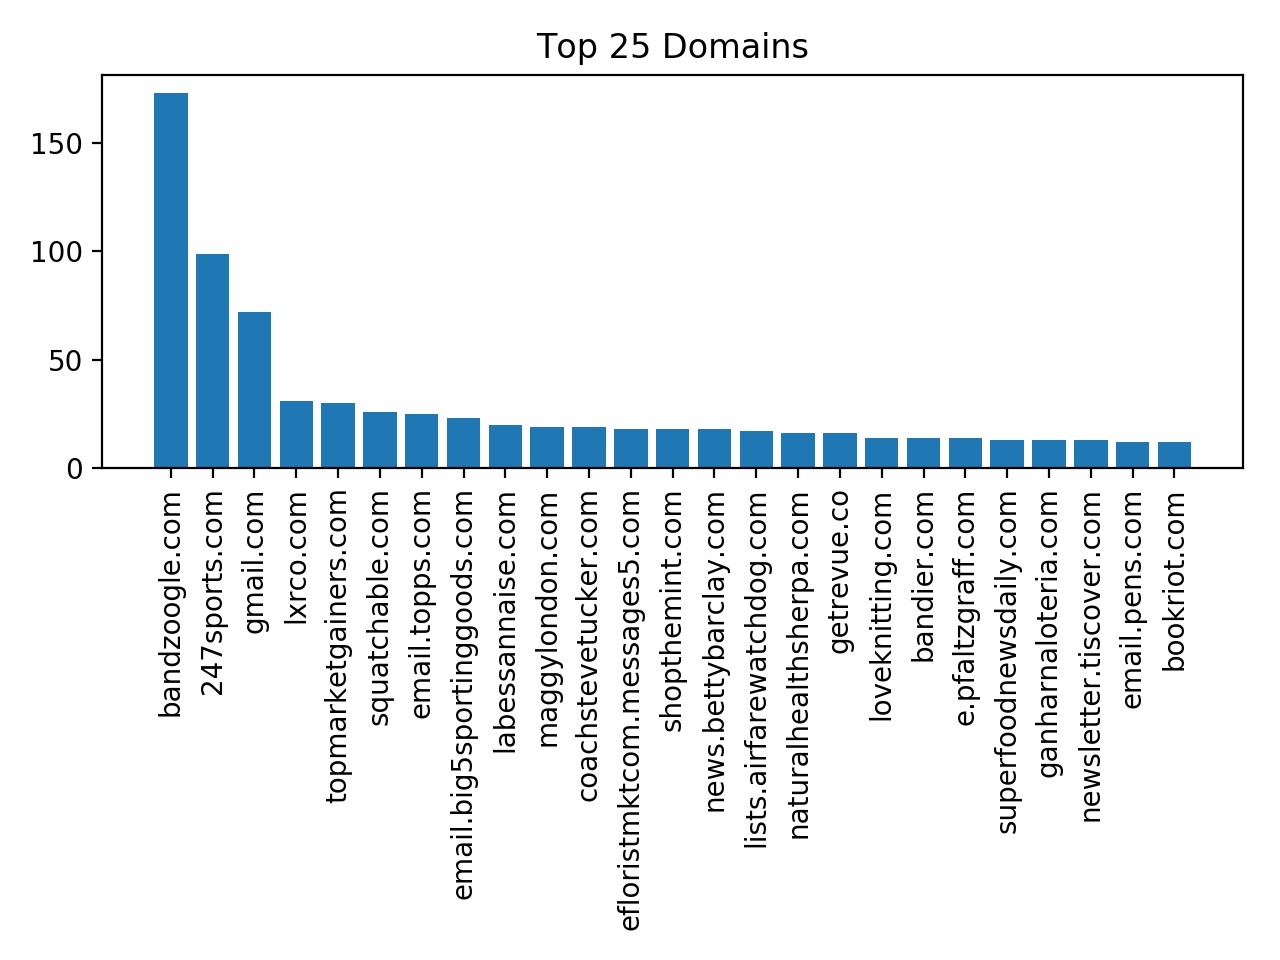 Top 25 Domains
150
100
50
0
bandzoogle.com
247sports.com
gmail.com
lxrco.com
topmarketgainers.com
squatchable.com
email.topps.com
email.big5sportinggoods.com
labessannaise.com
maggylondon.com
coachstevetucker.com
efloristmktcom.messages5.com
shopthemint.com
news.bettybarclay.com
lists.airfarewatchdog.com
naturalhealthsherpa.com
getrevue.co
loveknitting.com
bandier.com
e.pfaltzgraff.com
superfoodnewsdaily.com
ganharnaloteria.com
newsletter.tiscover.com
email.pens.com
bookriot.com